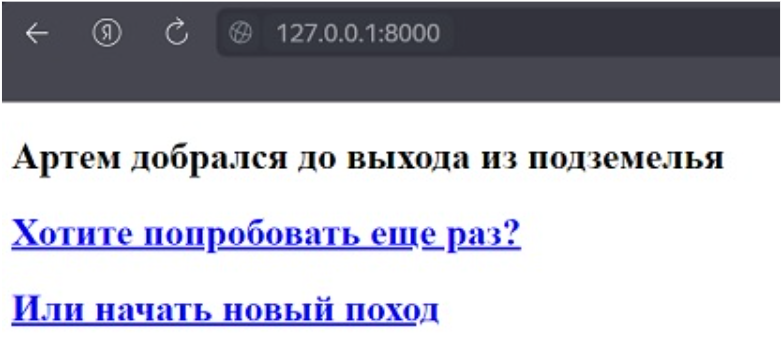 Я 127.0.0.1:8000
Артем добрался до выхода из подземелья
Хотите попробовать еще раз?
Или начать новый поход